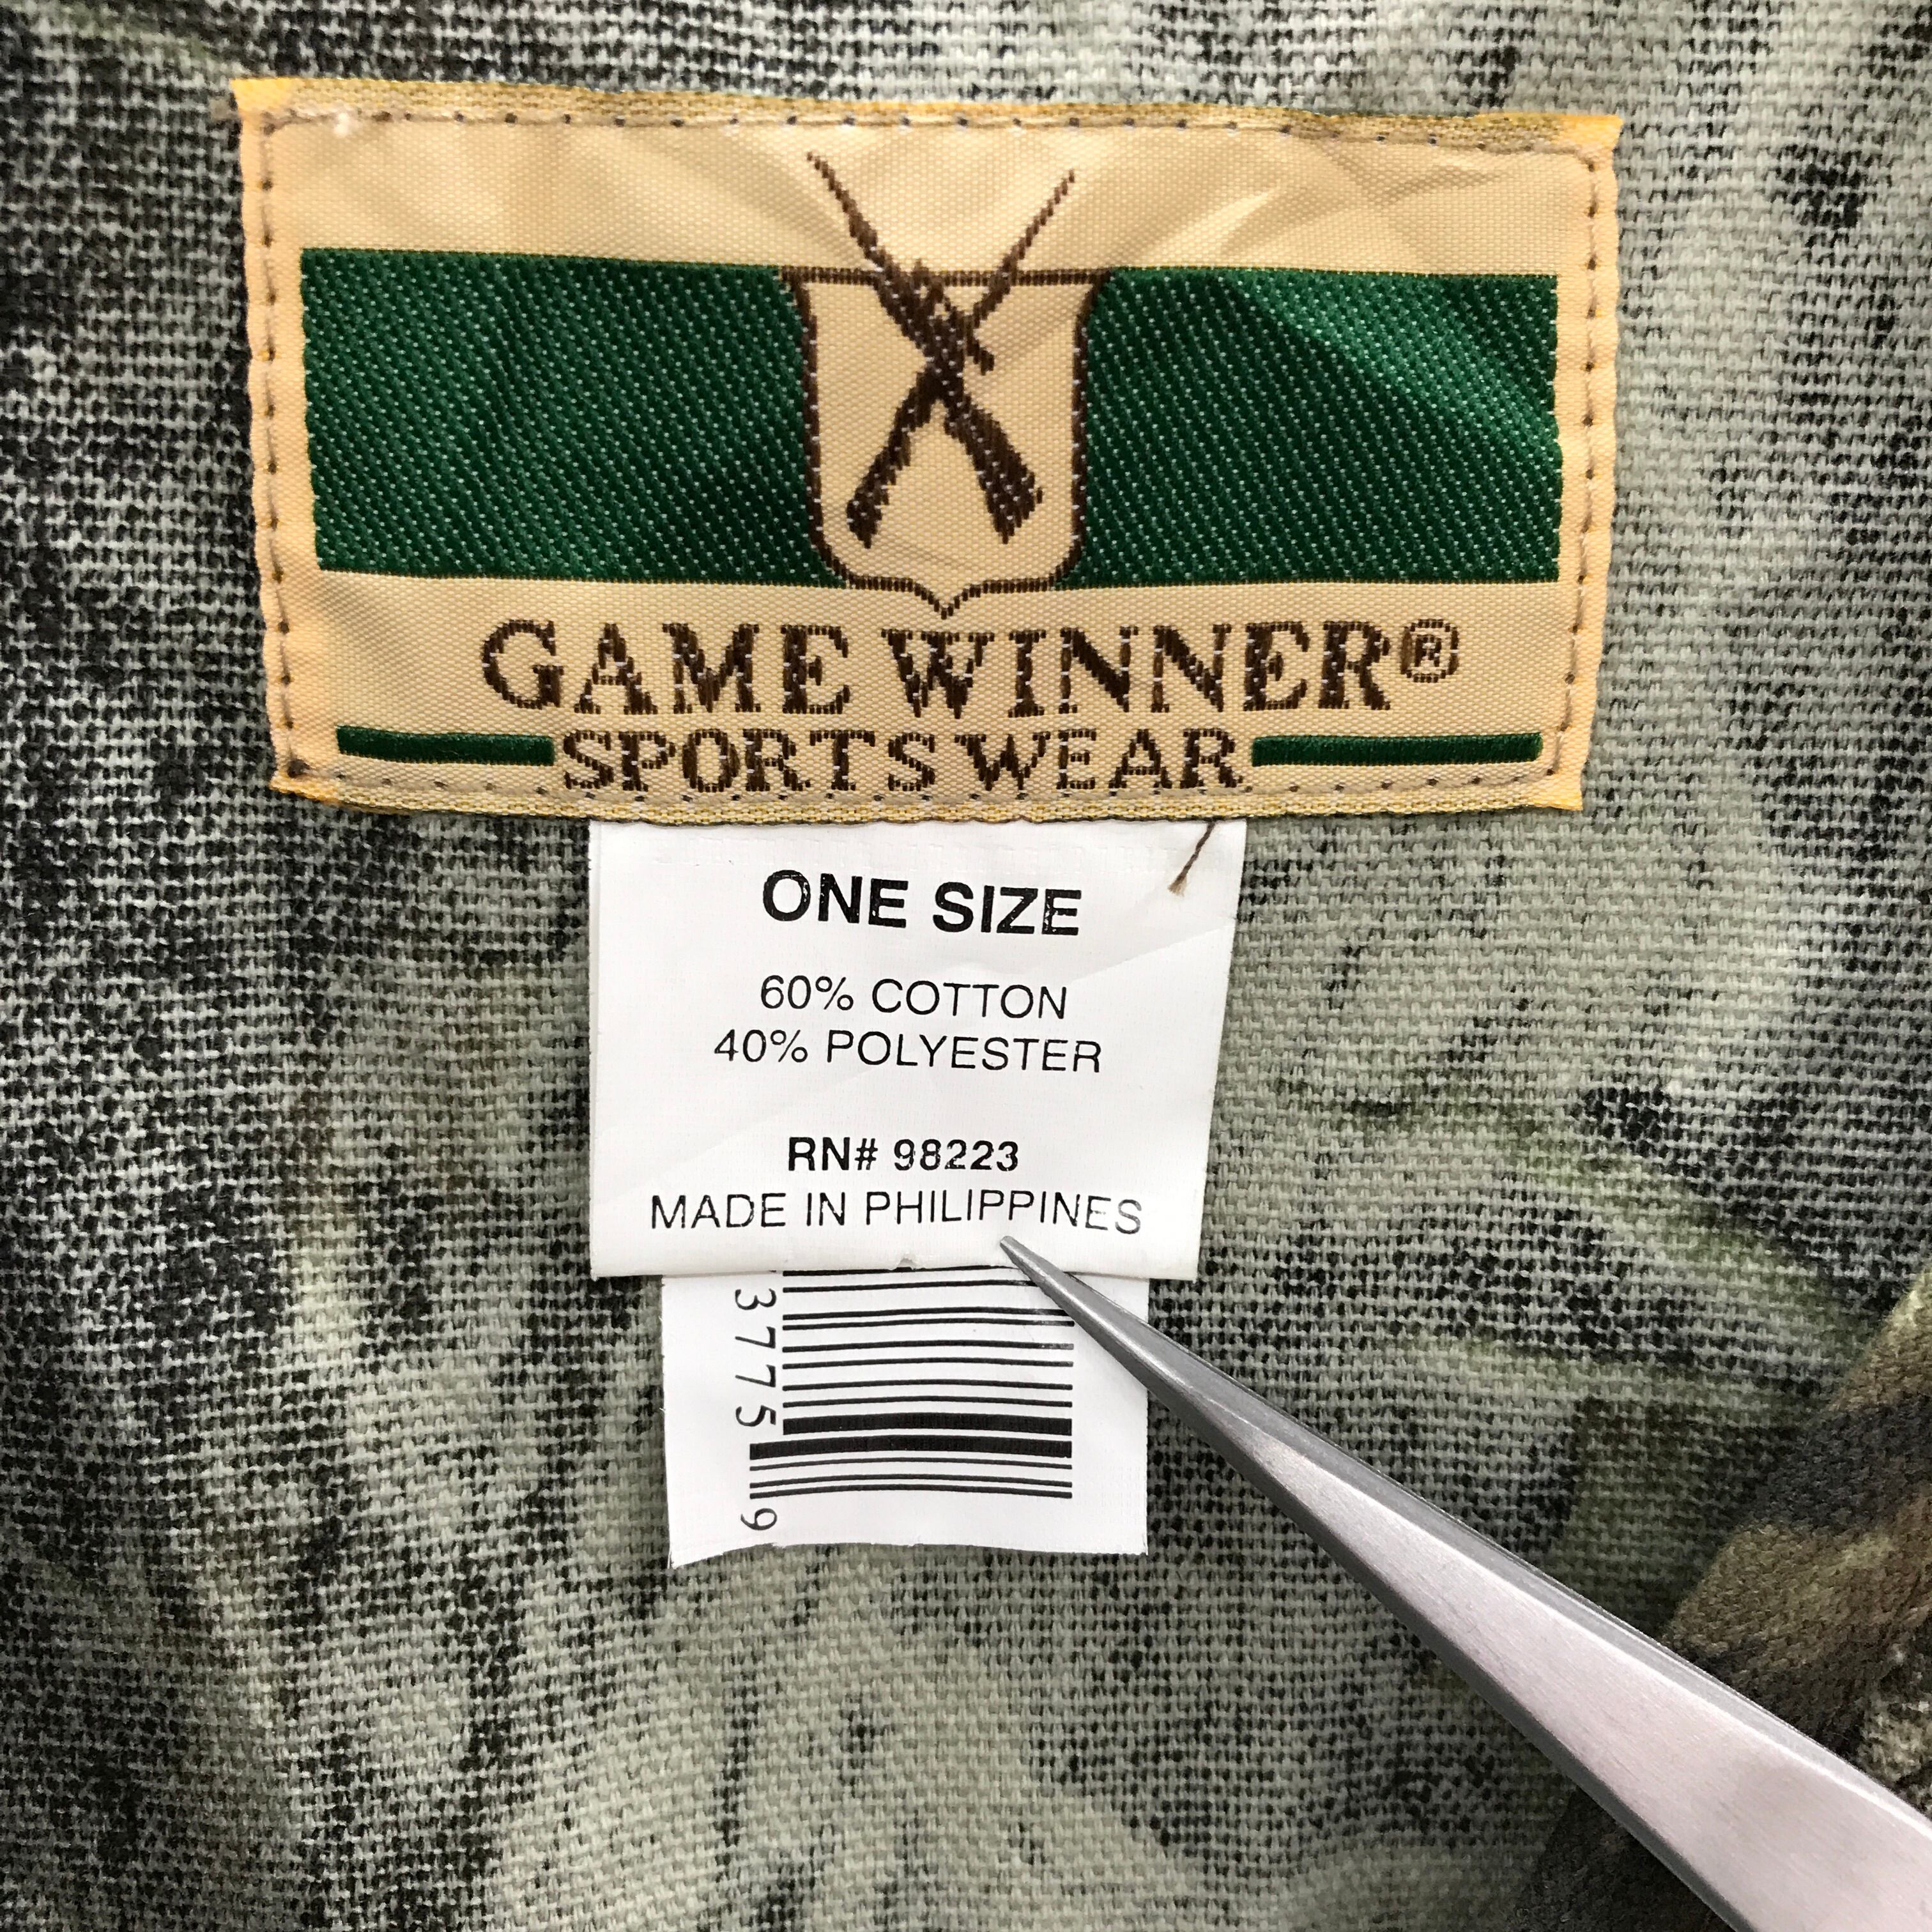 GAME WINNER®
SPORTSWEAR
ONE SIZE
60% COTTON
40% POLYESTER
RN# 98223
MADE IN PHILIPPINES
3775
9